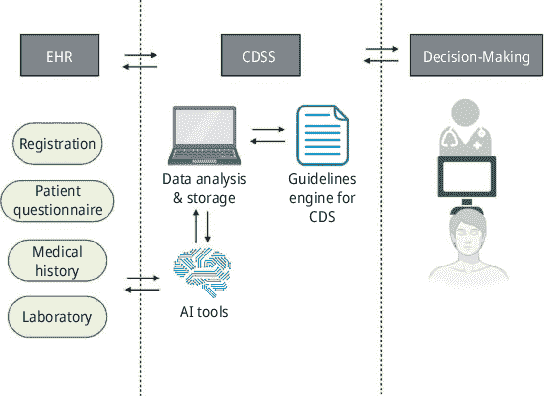 EHR
CDSS
Decision-Making
Registration
Patient
questionnaire
Medical
history
Laboratory
Data analysis
& storage
Guidelines
engine for
CDS
AI tools